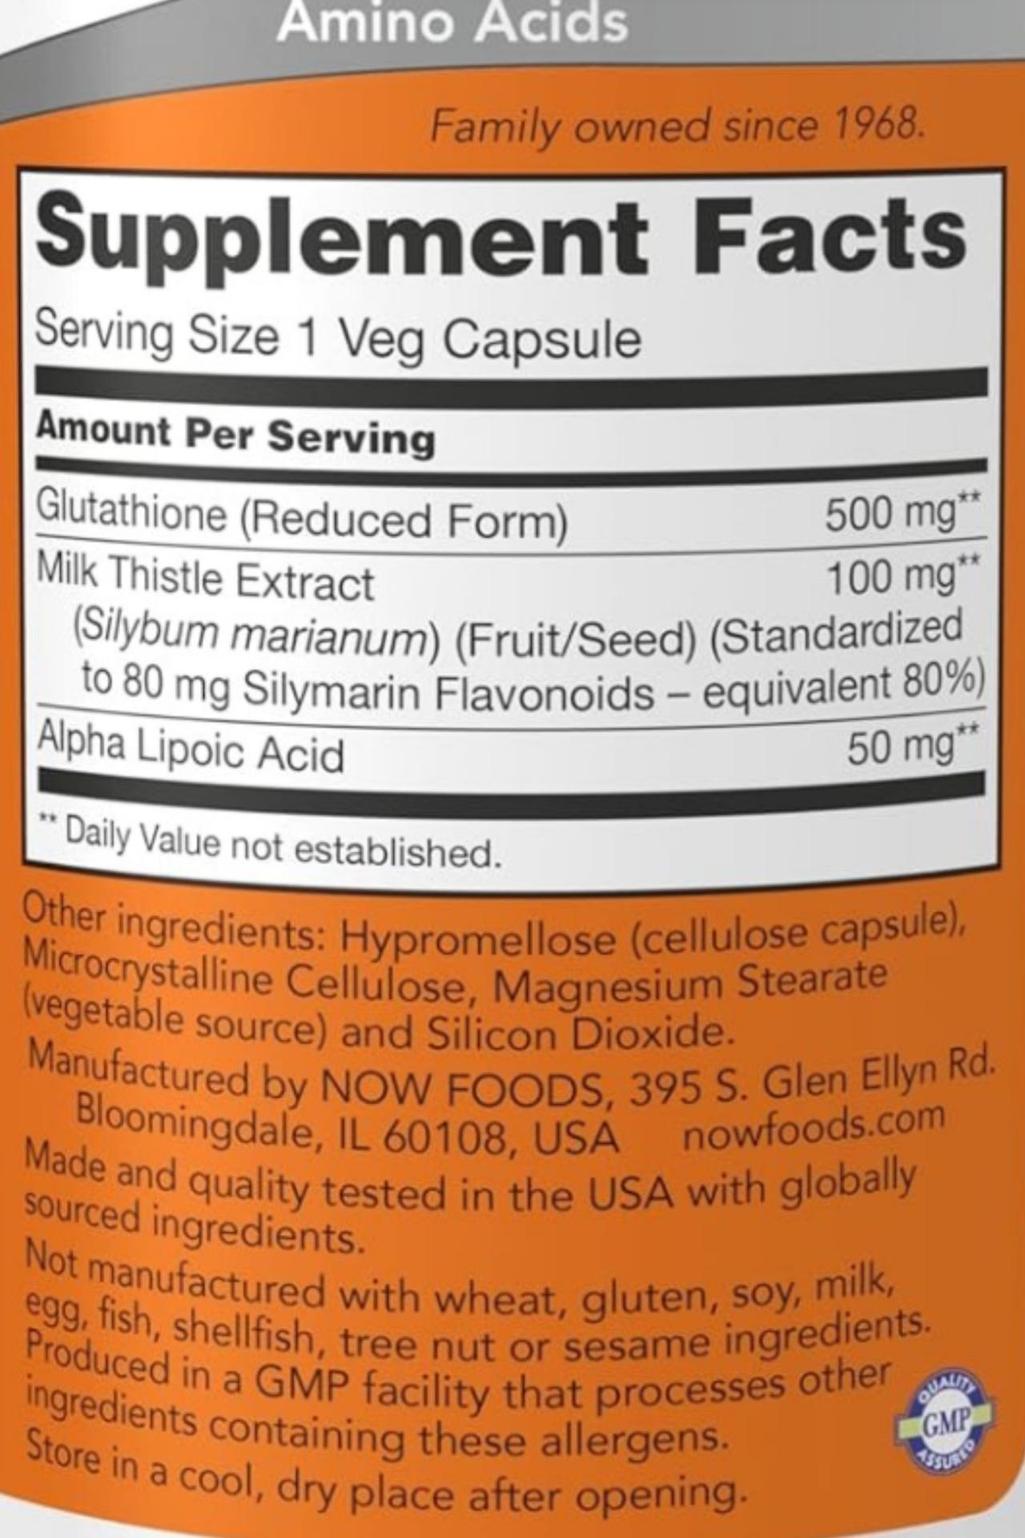 Amino Acids
Family owned since 1968.
Supplement Facts
Serving Size 1 Veg Capsule
Amount Per Serving
Glutathione (Reduced Form) 500 mg**
Milk Thistle Extract 100 mg**
(Silybum marianum) (Fruit/Seed) (Standardized
to 80 mg Silymarin Flavonoids – equivalent 80%)
Alpha Lipoic Acid 50 mg**
** Daily Value not established.
Other ingredients: Hypromellose (cellulose capsule),
Microcrystalline Cellulose, Magnesium Stearate
(vegetable source) and Silicon Dioxide.
Manufactured by NOW FOODS, 395 S. Glen Ellyn Rd.
Bloomingdale, IL 60108, USA nowfoods.com
Made and quality tested in the USA with globally
sourced ingredients.
Not manufactured with wheat, gluten, soy, milk,
egg, fish, shellfish, tree nut or sesame ingredients.
Produced in a GMP facility that processes other
ingredients containing these allergens.
Store in a cool, dry place after opening.
QUALITY
GMP
ASSURED